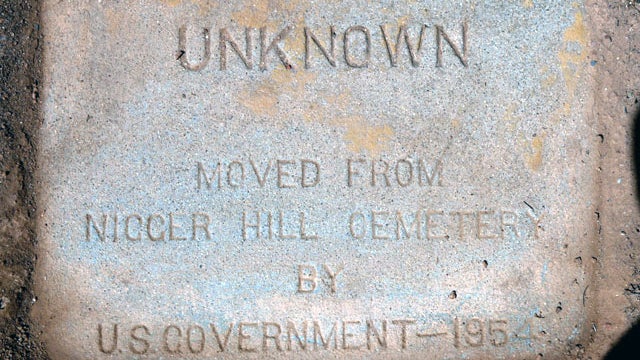 UNKNOWN
MOVED FROM
NIGGER HILL CEMETERY
BY
U.S. GOVERNMENT—1954